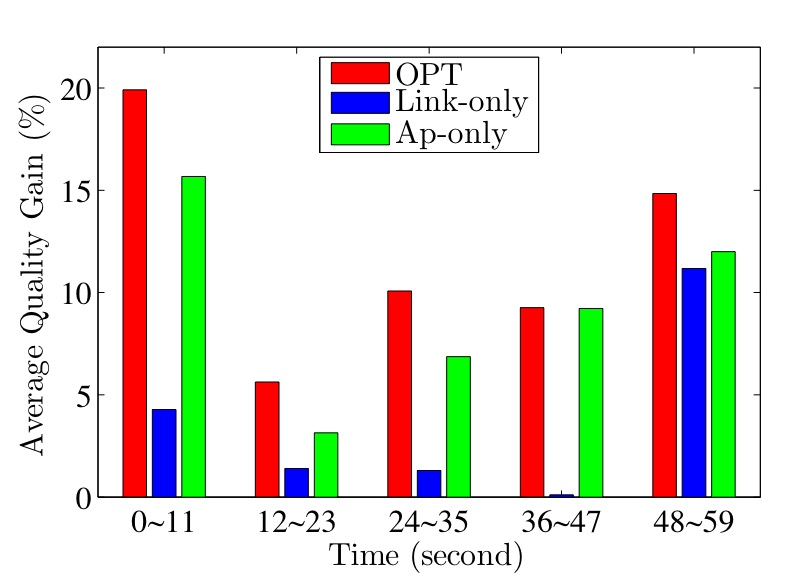 OPT
Link-only
Ap-only
Average Quality Gain (%)
20
15
10
5
0
0~11 12~23 24~35 36~47 48~59
Time (second)